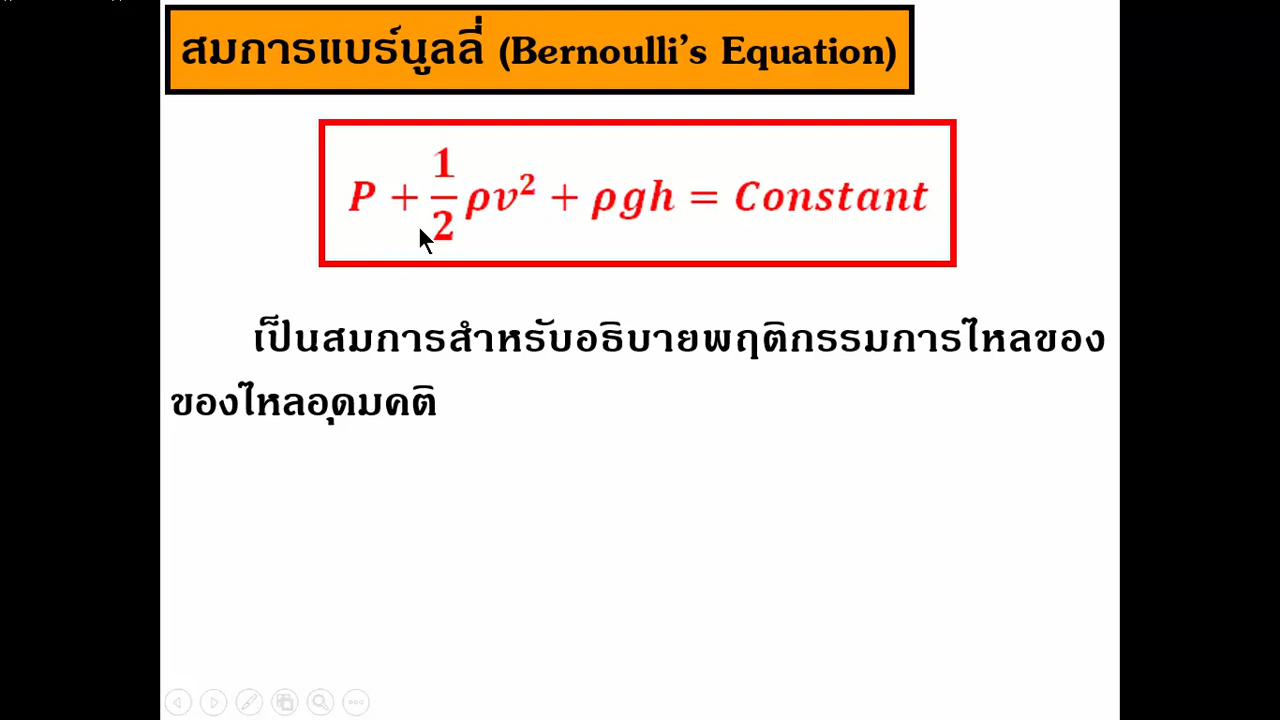 สมการแบร์นูลลี่ (Bernoulli's Equation)
P + 1/2 ρv² + ρgh = Constant
เป็นสมการสำหรับอธิบายพฤติกรรมการไหลของ
ของไหลอุดมคติ